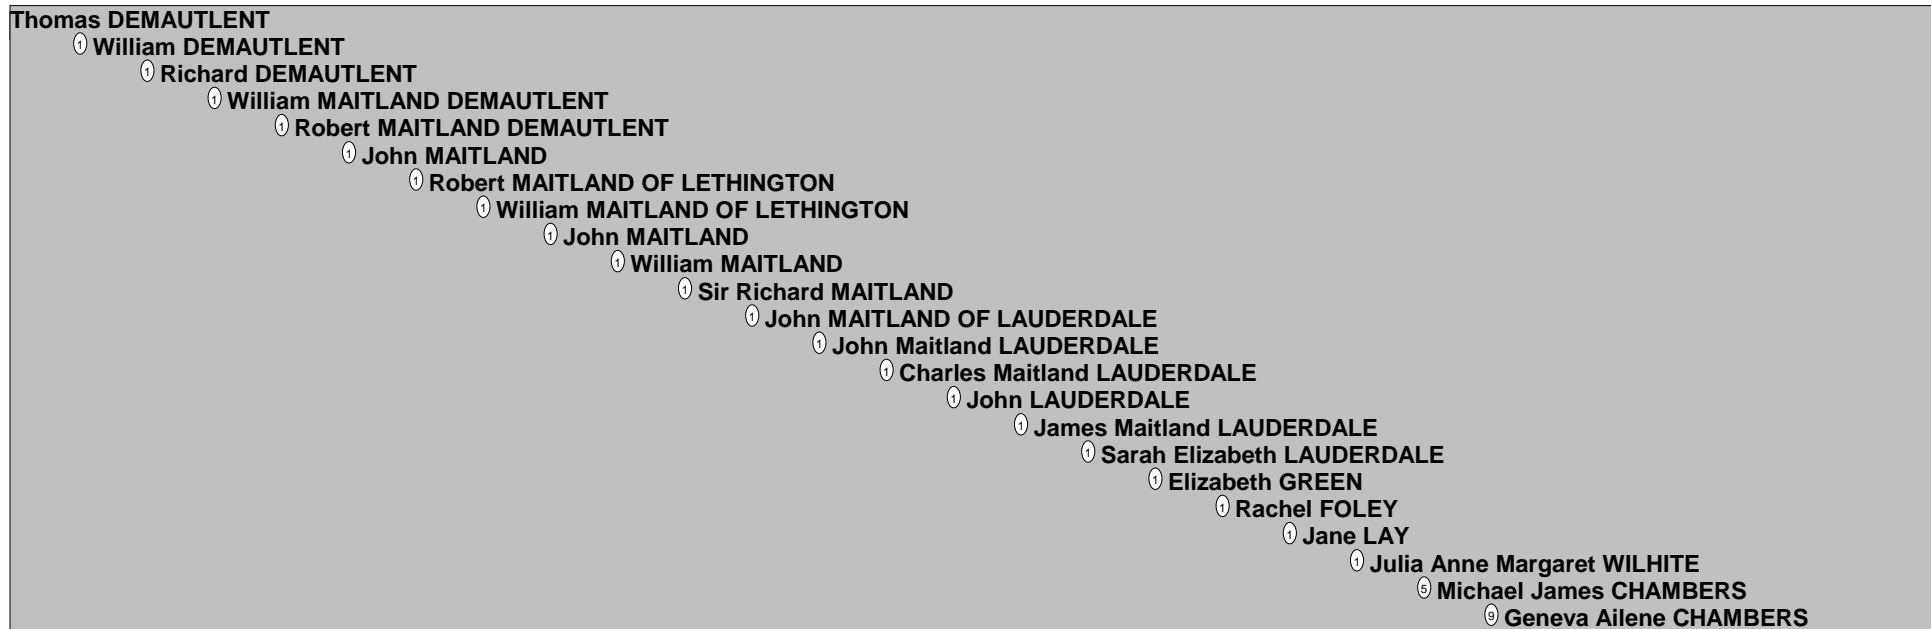 Thomas DEMAUTLENT
1 William DEMAUTLENT
1 Richard DEMAUTLENT
1 William MAITLAND DEMAUTLENT
1 Robert MAITLAND DEMAUTLENT
1 John MAITLAND
1 Robert MAITLAND OF LETHINGTON
1 William MAITLAND OF LETHINGTON
1 John MAITLAND
1 William MAITLAND
1 Sir Richard MAITLAND
1 John MAITLAND OF LAUDERDALE
1 John Maitland LAUDERDALE
1 Charles Maitland LAUDERDALE
1 John LAUDERDALE
1 James Maitland LAUDERDALE
1 Sarah Elizabeth LAUDERDALE
1 Elizabeth GREEN
1 Rachel FOLEY
1 Jane LAY
1 Julia Anne Margaret WILHITE
5 Michael James CHAMBERS
9 Geneva Ailene CHAMBERS